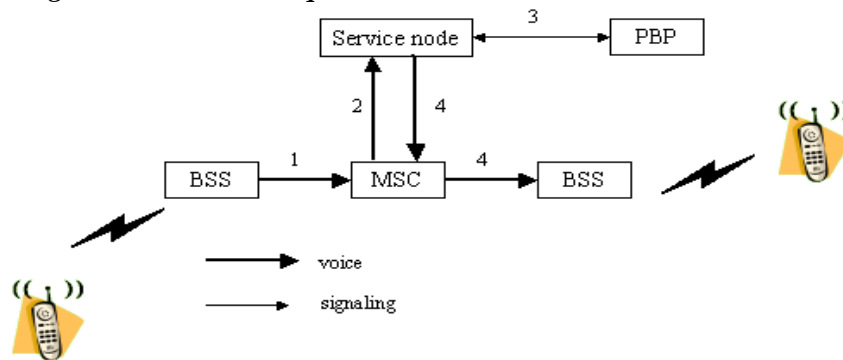 3
Service node
PBP
2
4
1
4
BSS
MSC
BSS
voice
signaling